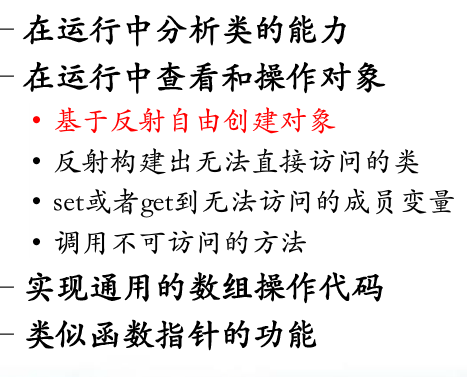 – 在运行中分析类的能力
– 在运行中查看和操作对象
• 基于反射自由创建对象
• 反射构建出无法直接访问的类
• set或者get到无法访问的成员变量
• 调用不可访问的方法
– 实现通用的数组操作代码
– 类似函数指针的功能